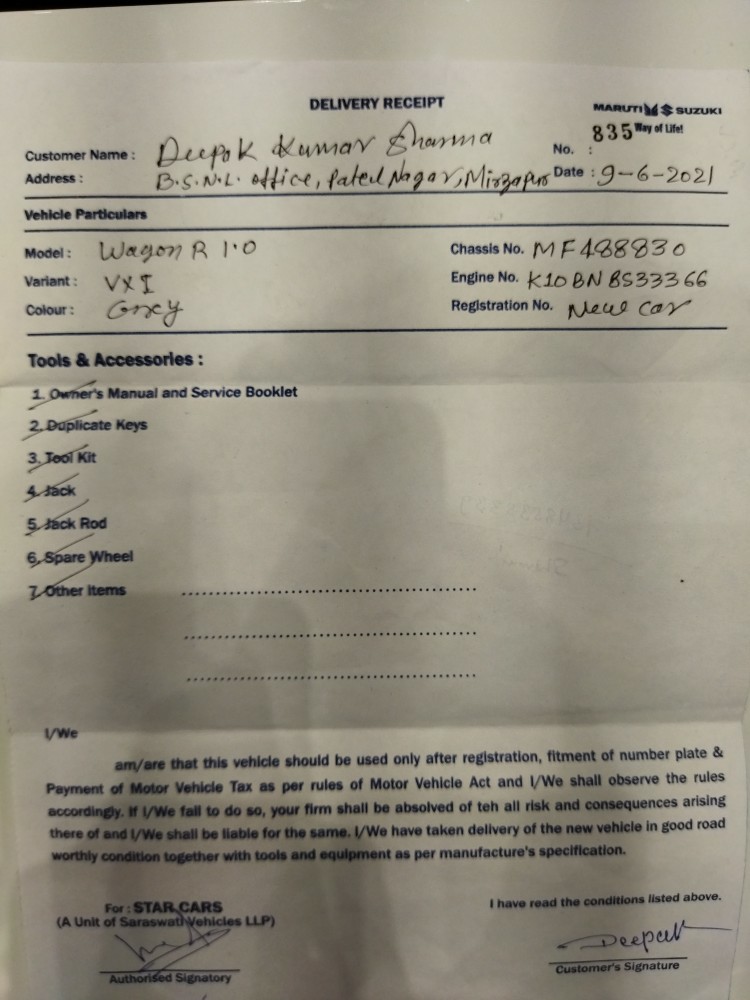 DELIVERY RECEIPT
MARUTI SUZUKI
Way of Life!
Customer Name : Deepak Kumar Sharma
No. : 835
Address : B.S.N.L. office, Patel Nagar, Mirzapur
Date : 9-6-2021
Vehicle Particulars
Model : Wagon R 1.0
Chassis No. MF488830
Variant : VXI
Engine No. K10BN8533366
Colour : Grey
Registration No. New car
Tools & Accessories :
1. Owner's Manual and Service Booklet
2. Duplicate Keys
3. Tool Kit
4. Jack
5. Jack Rod
6. Spare Wheel
7. Other items
I/We
am/are that this vehicle should be used only after registration, fitment of number plate &
Payment of Motor Vehicle Tax as per rules of Motor Vehicle Act and I/We shall observe the rules
accordingly. If I/We fail to do so, your firm shall be absolved of teh all risk and consequences arising
there of and I/We shall be liable for the same. I/We have taken delivery of the new vehicle in good road
worthly condition together with tools and equipment as per manufacture's specification.
For : STAR CARS
(A Unit of Saraswati Vehicles LLP)
I have read the conditions listed above.
Deepak
Authorised Signatory
Customer's Signature